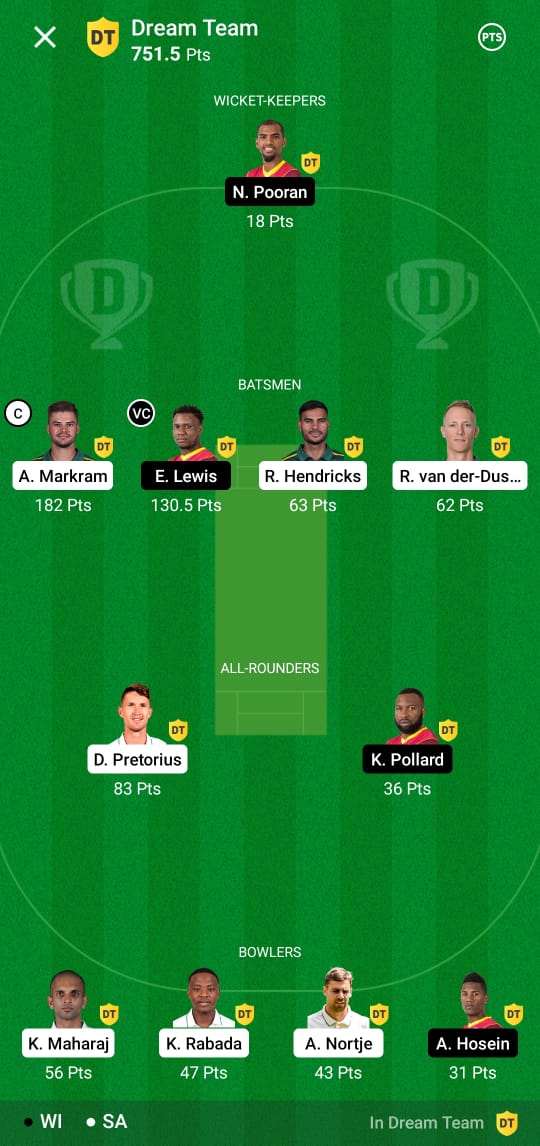 DT Dream Team
751.5 Pts
PTS
WICKET-KEEPERS
DT
N. Pooran
18 Pts
D D
BATSMEN
C VC
DT DT DT DT
A. Markram E. Lewis R. Hendricks R. van der-Dus...
182 Pts 130.5 Pts 63 Pts 62 Pts
ALL-ROUNDERS
DT DT
D. Pretorius K. Pollard
83 Pts 36 Pts
BOWLERS
DT DT DT DT
K. Maharaj K. Rabada A. Nortje A. Hosein
56 Pts 47 Pts 43 Pts 31 Pts
WI SA In Dream Team DT